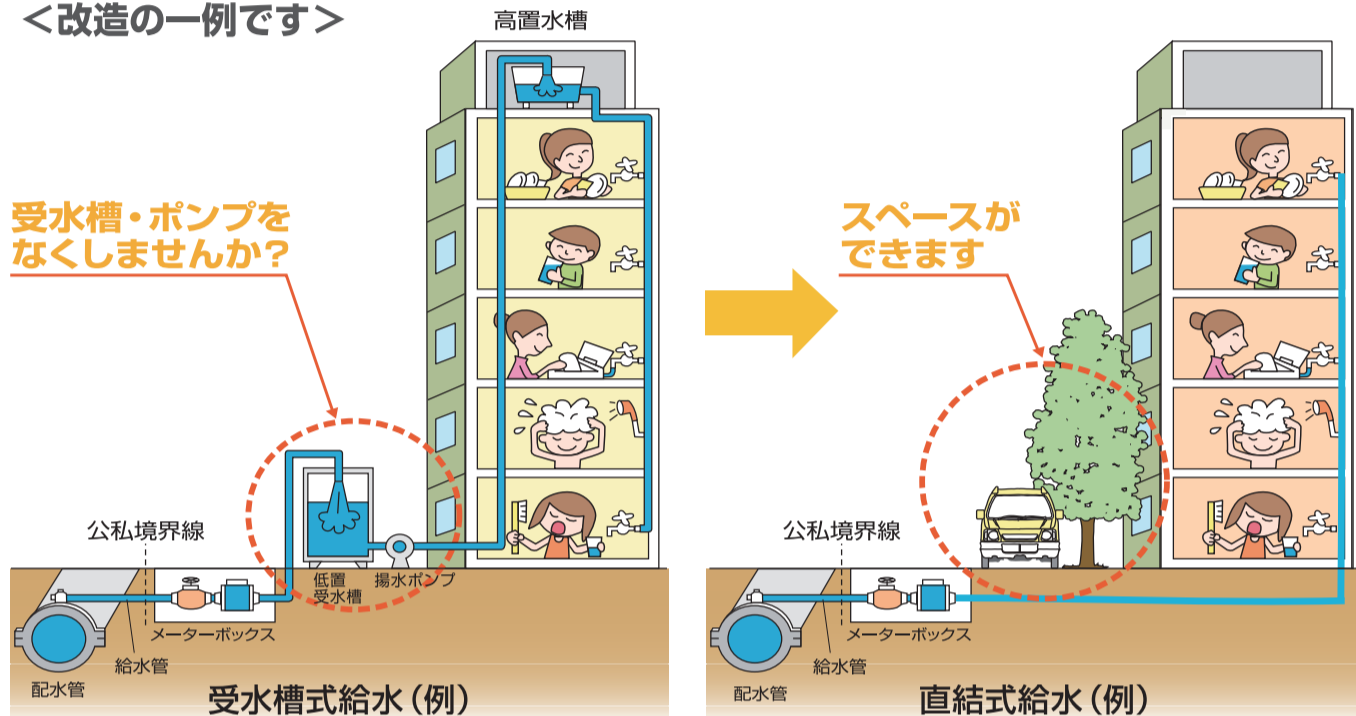 ＜改造の一例です＞
高置水槽
受水槽・ポンプを
なくしませんか？
公私境界線
低置
受水槽
揚水ポンプ
メーターボックス
給水管
配水管
受水槽式給水（例）
スペースが
できます
公私境界線
メーターボックス
給水管
配水管
直結式給水（例）